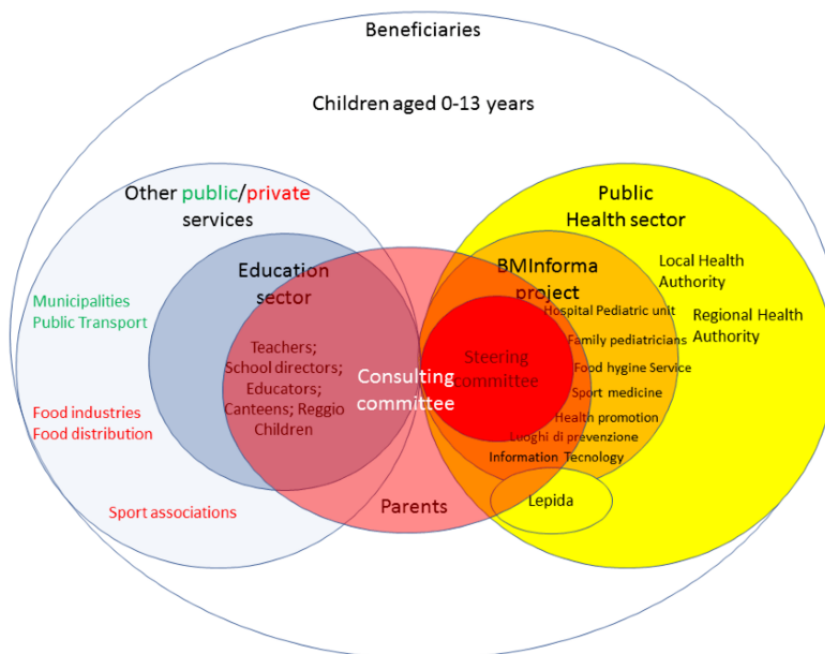 Beneficiaries
Children aged 0-13 years
Other public/private
services
Public
Health sector
Education
sector
BMInforma
project
Local Health
Authority
Regional Health
Authority
Municipalities
Public Transport
Food industries
Food distribution
Sport associations
Teachers;
School directors;
Educators;
Canteens; Reggio
Children
Consulting
committee
Steering
committee
Hospital Pediatric unit
Family pediatricians
Food hygine Service
Sport medicine
Health promotion
Luoghi di prevenzione
Information Tecnology
Parents
Lepida